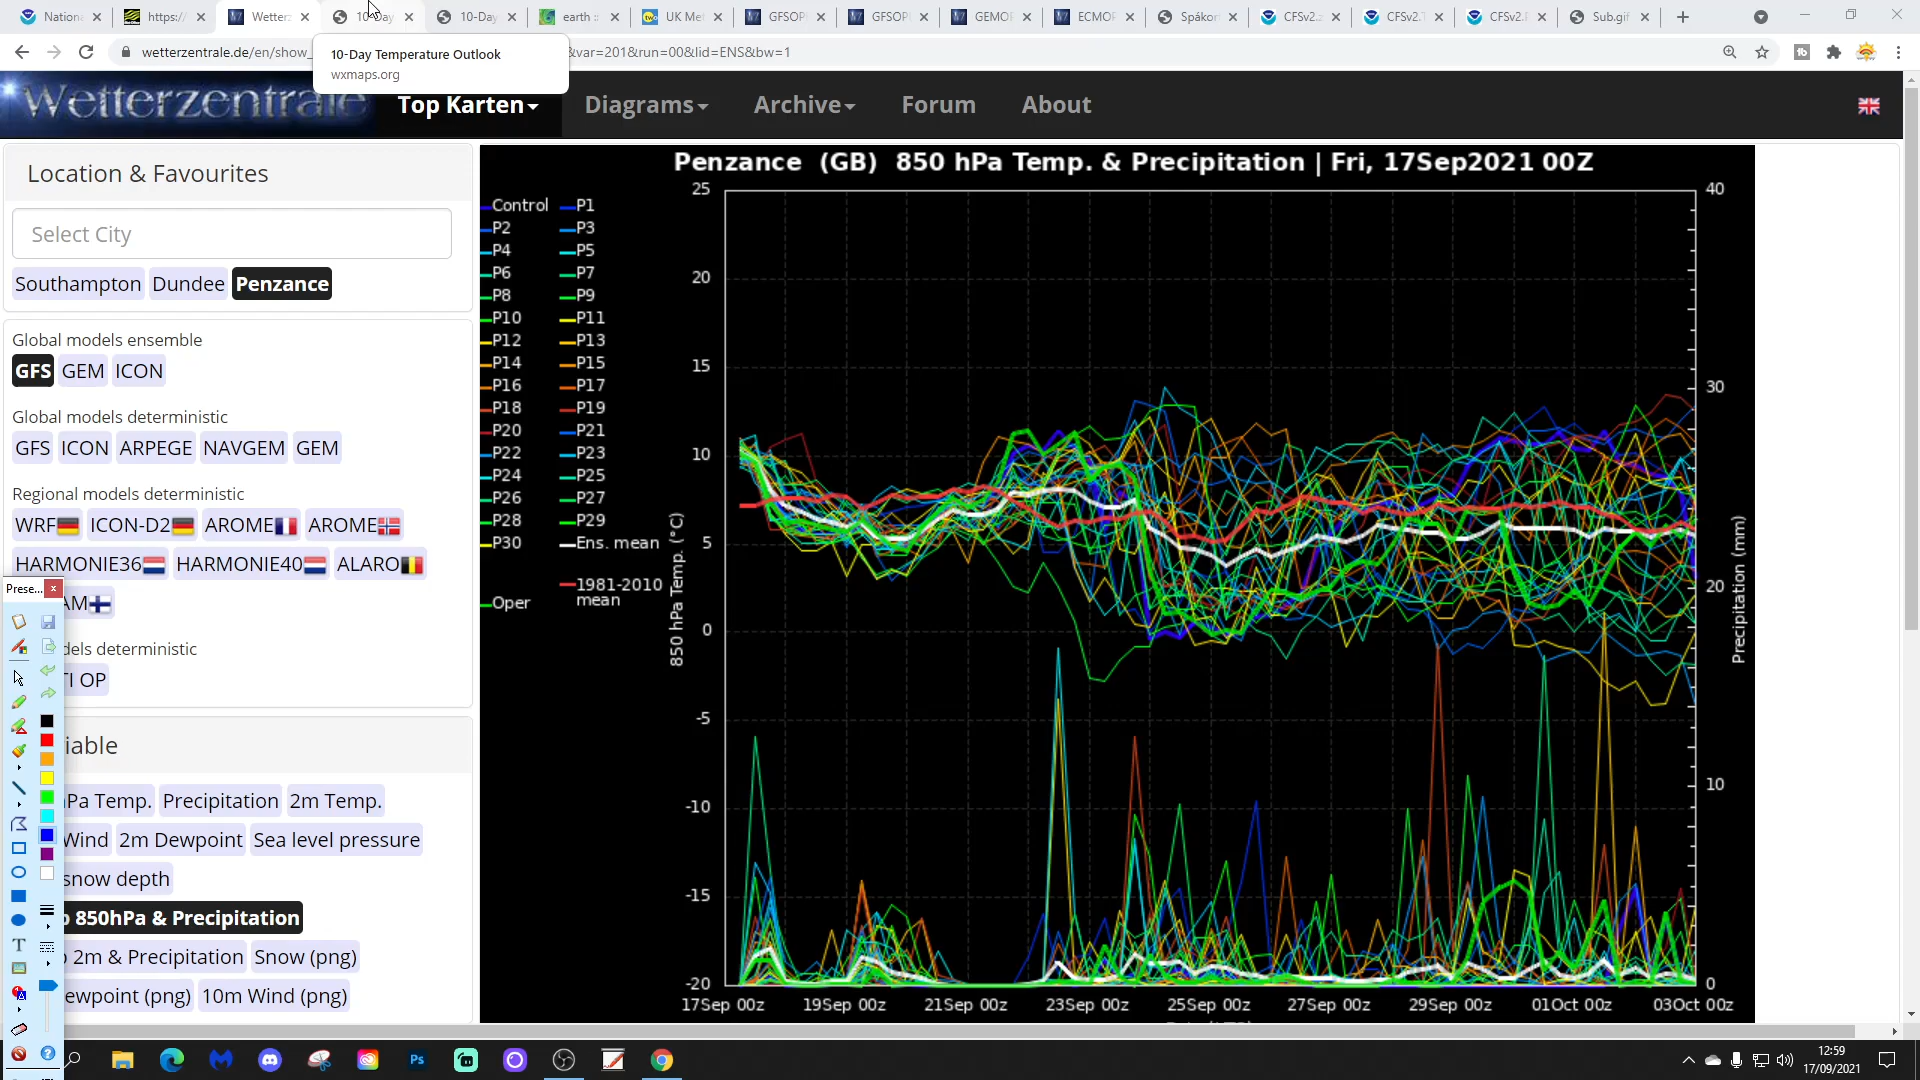 Nation
https:/
Wetterz
10-Day
10-Day
earth ::
UK Met
GFSOP
GFSOP
GEMOP
ECMOP
Spákor
CFSv2.z
CFSv2.T
CFSv2.
Sub.gif
wetterzentrale.de/en/show_
&var=201&run=00&lid=ENS&bw=1
10-Day Temperature Outlook
wxmaps.org
Wetterzentrale
Top Karten
Diagrams
Archive
Forum
About
Location & Favourites
Select City
Southampton Dundee Penzance
Global models ensemble
GFS GEM ICON
Global models deterministic
GFS ICON ARPEGE NAVGEM GEM
Regional models deterministic
WRF ICON-D2 AROME AROME
HARMONIE36 HARMONIE40 ALARO
AM
dels deterministic
TI OP
Prese...
iable
Pa Temp. Precipitation 2m Temp.
Wind 2m Dewpoint Sea level pressure
snow depth
850hPa & Precipitation
2m & Precipitation Snow (png)
ewpoint (png) 10m Wind (png)
Penzance (GB) 850 hPa Temp. & Precipitation | Fri, 17Sep2021 00Z
Control P1
P2 P3
P4 P5
P6 P7
P8 P9
P10 P11
P12 P13
P14 P15
P16 P17
P18 P19
P20 P21
P22 P23
P24 P25
P26 P27
P28 P29
P30 Ens. mean
Oper 1981-2010
mean
850 hPa Temp. (°C)
25
20
15
10
5
0
-5
-10
-15
-20
40
30
20
10
0
Precipitation (mm)
17Sep 00z 19Sep 00z 21Sep 00z 23Sep 00z 25Sep 00z 27Sep 00z 29Sep 00z 01Oct 00z 03Oct 00z
T
Ps
12:59
17/09/2021